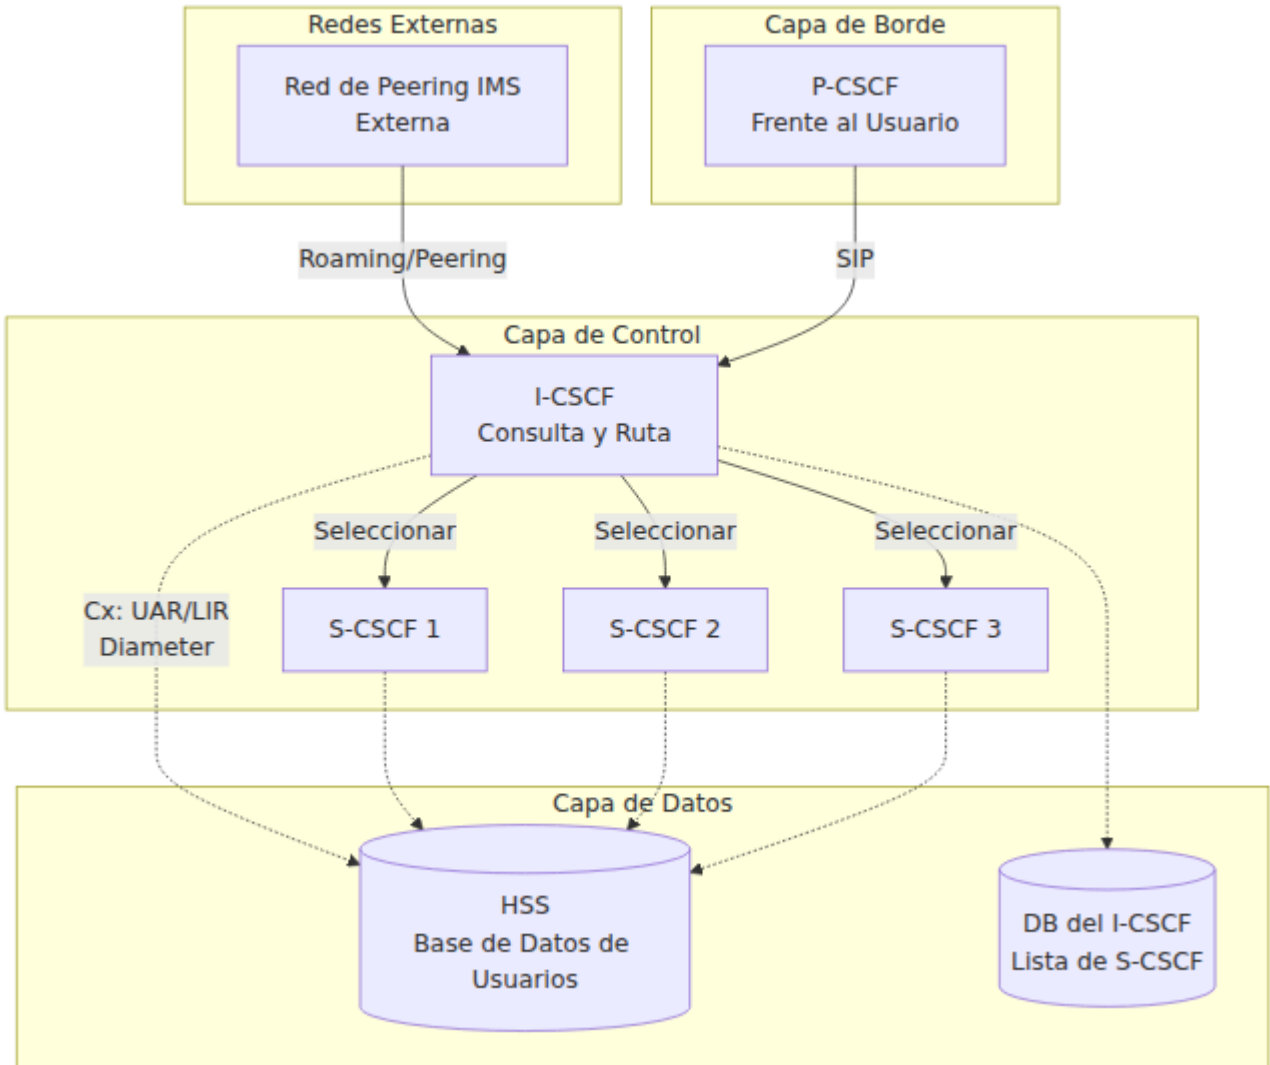 Redes Externas
Capa de Borde
Red de Peering IMS
Externa
P-CSCF
Frente al Usuario
Roaming/Peering
SIP
Capa de Control
I-CSCF
Consulta y Ruta
Seleccionar
Seleccionar
Seleccionar
Cx: UAR/LIR
Diameter
S-CSCF 1
S-CSCF 2
S-CSCF 3
Capa de Datos
HSS
Base de Datos de
Usuarios
DB del I-CSCF
Lista de S-CSCF